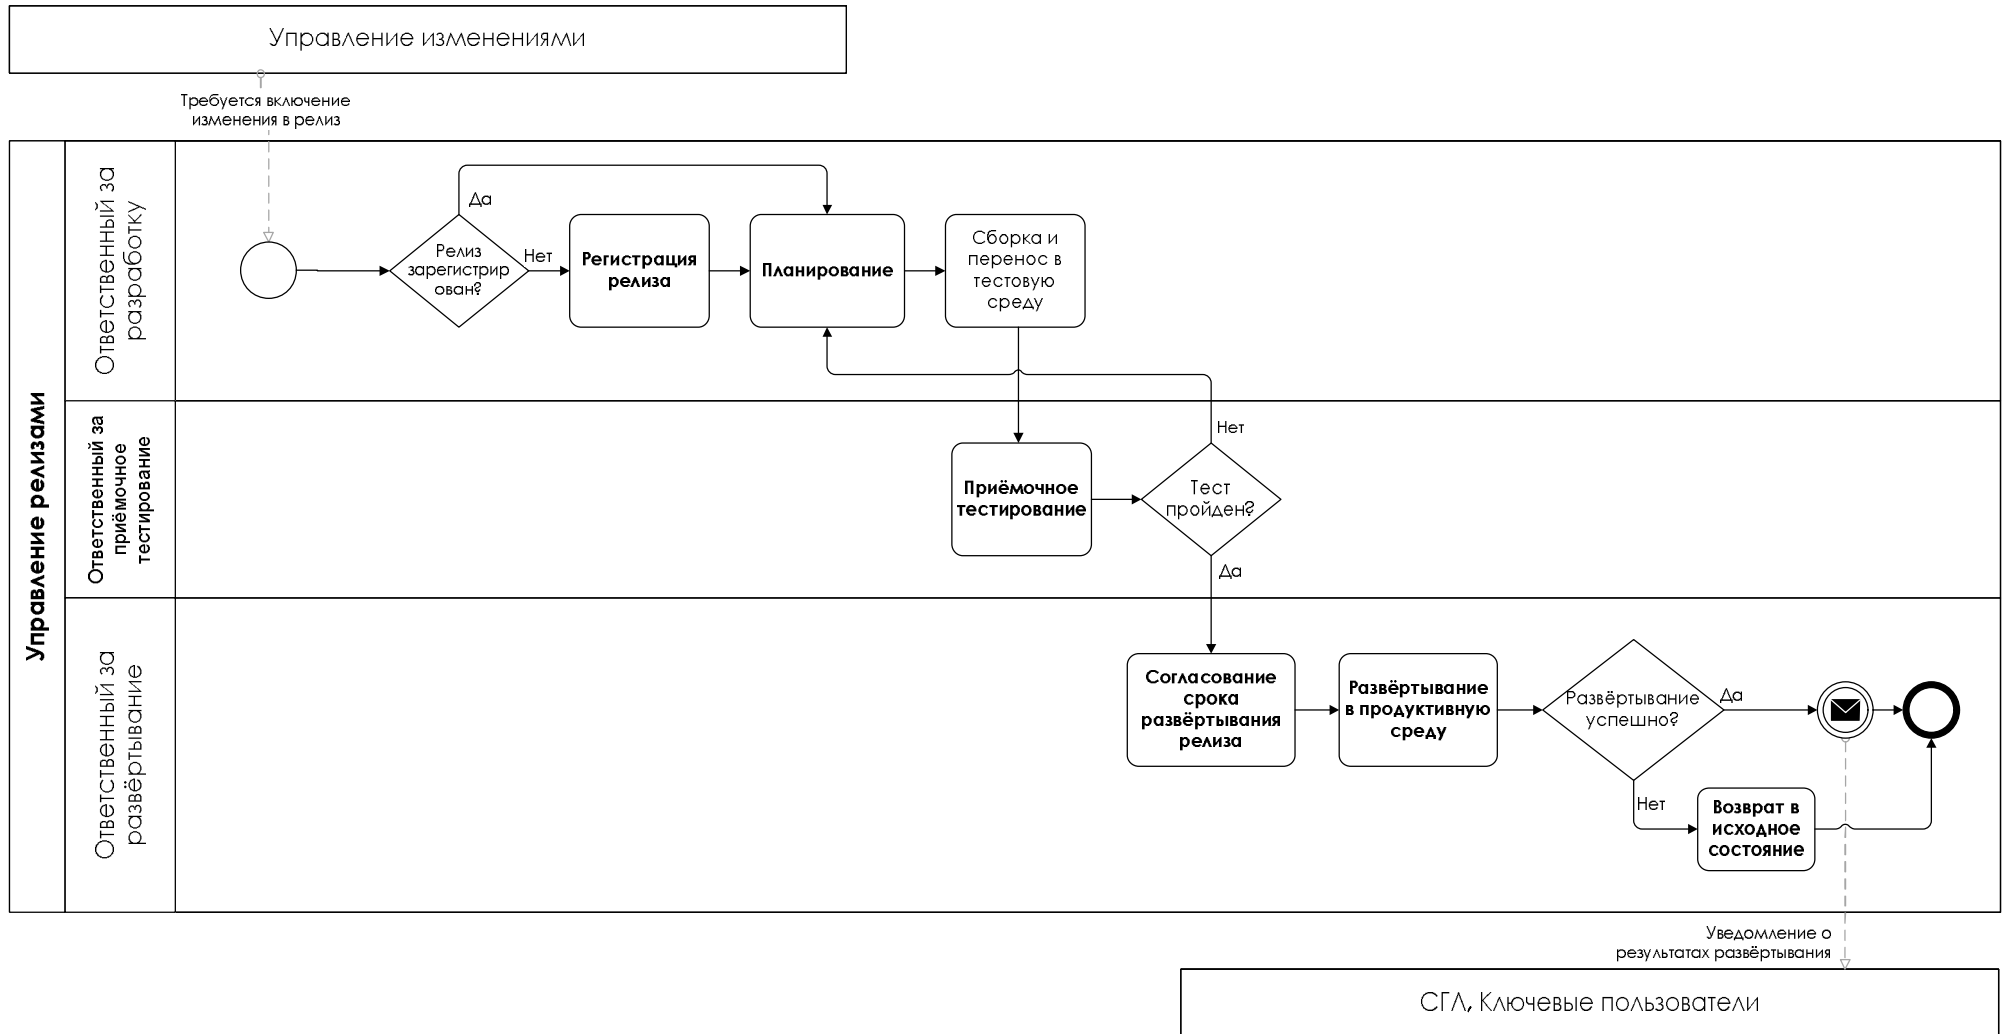 Управление изменениями
Требуется включение
изменения в релиз
Управление релизами
Ответственный за
разработку
Да
Релиз
зарегистрир
ован?
Нет
Регистрация
релиза
Планирование
Сборка и
перенос в
тестовую
среду
Ответственный за
приёмочное
тестирование
Нет
Приёмочное
тестирование
Тест
пройден?
Да
Ответственный за
развёртывание
Согласование
срока
развёртывания
релиза
Развёртывание
в продуктивную
среду
Развёртывание
успешно?
Да
Нет
Возврат в
исходное
состояние
Уведомление о
результатах развёртывания
СГЛ, Ключевые пользователи